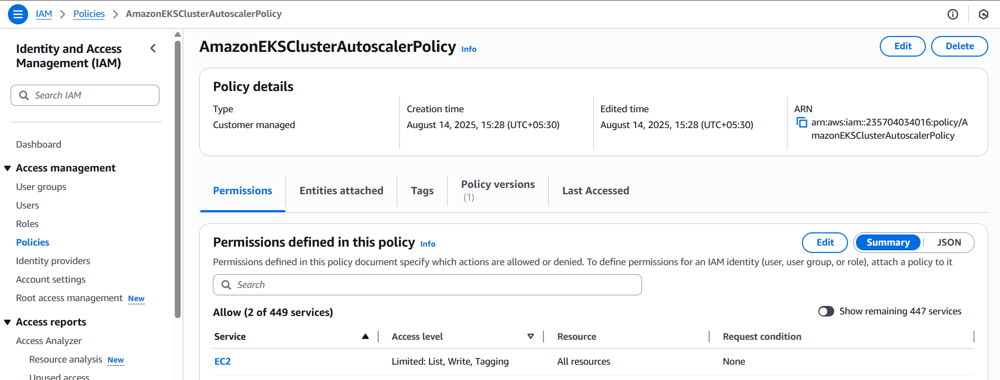 IAM > Policies > AmazonEKSClusterAutoscalerPolicy
Identity and Access
Management (IAM)
Search IAM
Dashboard
Access management
User groups
Users
Roles
Policies
Identity providers
Account settings
Root access management New
Access reports
Access Analyzer
Resource analysis New
Unused access
AmazonEKSClusterAutoscalerPolicy Info
Edit
Delete
Policy details
Type
Customer managed
Creation time
August 14, 2025, 15:28 (UTC+05:30)
Edited time
August 14, 2025, 15:28 (UTC+05:30)
ARN
arn:aws:iam::235704034016:policy/A
mazonEKSClusterAutoscalerPolicy
Permissions
Entities attached
Tags
Policy versions
(1)
Last Accessed
Permissions defined in this policy Info
Edit
Summary
JSON
Permissions defined in this policy document specify which actions are allowed or denied. To define permissions for an IAM identity (user, user group, or role), attach a policy to it
Search
Allow (2 of 449 services)
Show remaining 447 services
Service Access level Resource Request condition
EC2 Limited: List, Write, Tagging All resources None